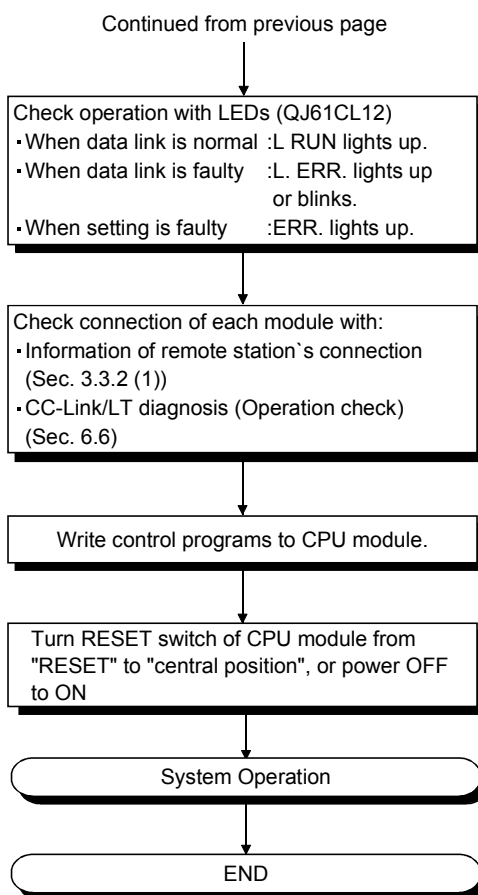 Continued from previous page
Check operation with LEDs (QJ61CL12)
・When data link is normal :L RUN lights up.
・When data link is faulty :L. ERR. lights up
or blinks.
・When setting is faulty :ERR. lights up.
Check connection of each module with:
・Information of remote station`s connection
(Sec. 3.3.2 (1))
・CC-Link/LT diagnosis (Operation check)
(Sec. 6.6)
Write control programs to CPU module.
Turn RESET switch of CPU module from
"RESET" to "central position", or power OFF
to ON
System Operation
END